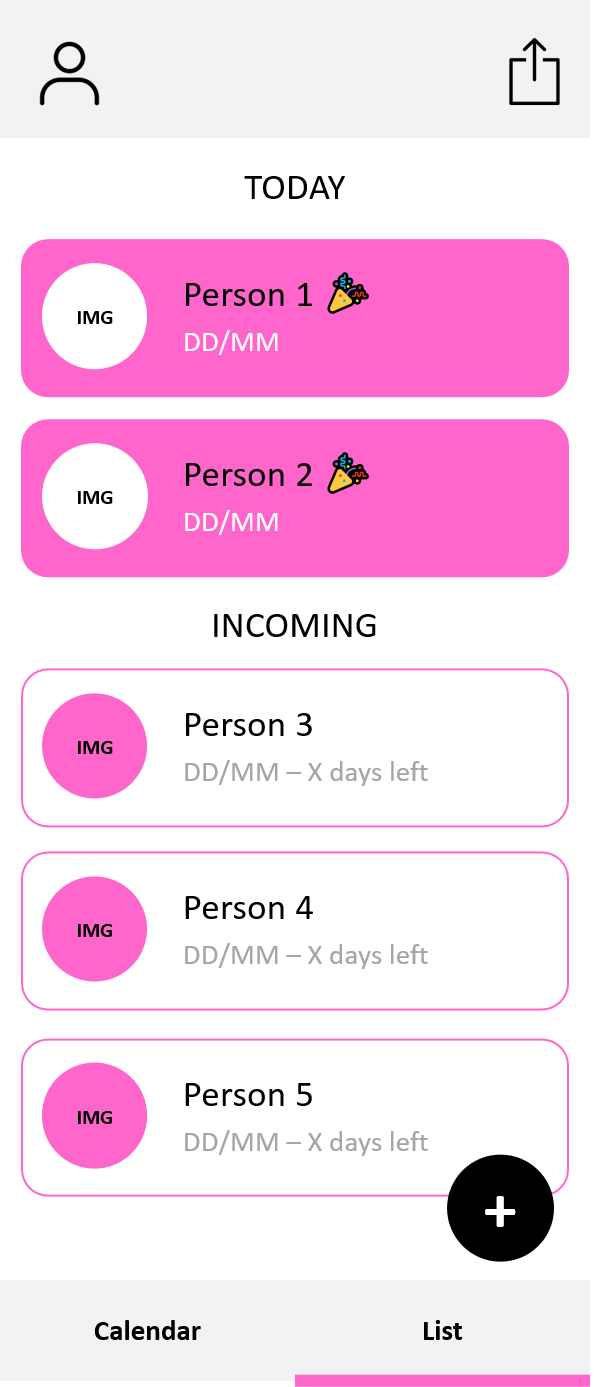 TODAY
IMG
Person 1
DD/MM
IMG
Person 2
DD/MM
INCOMING
IMG
Person 3
DD/MM – X days left
IMG
Person 4
DD/MM – X days left
IMG
Person 5
DD/MM – X days left
+
Calendar
List